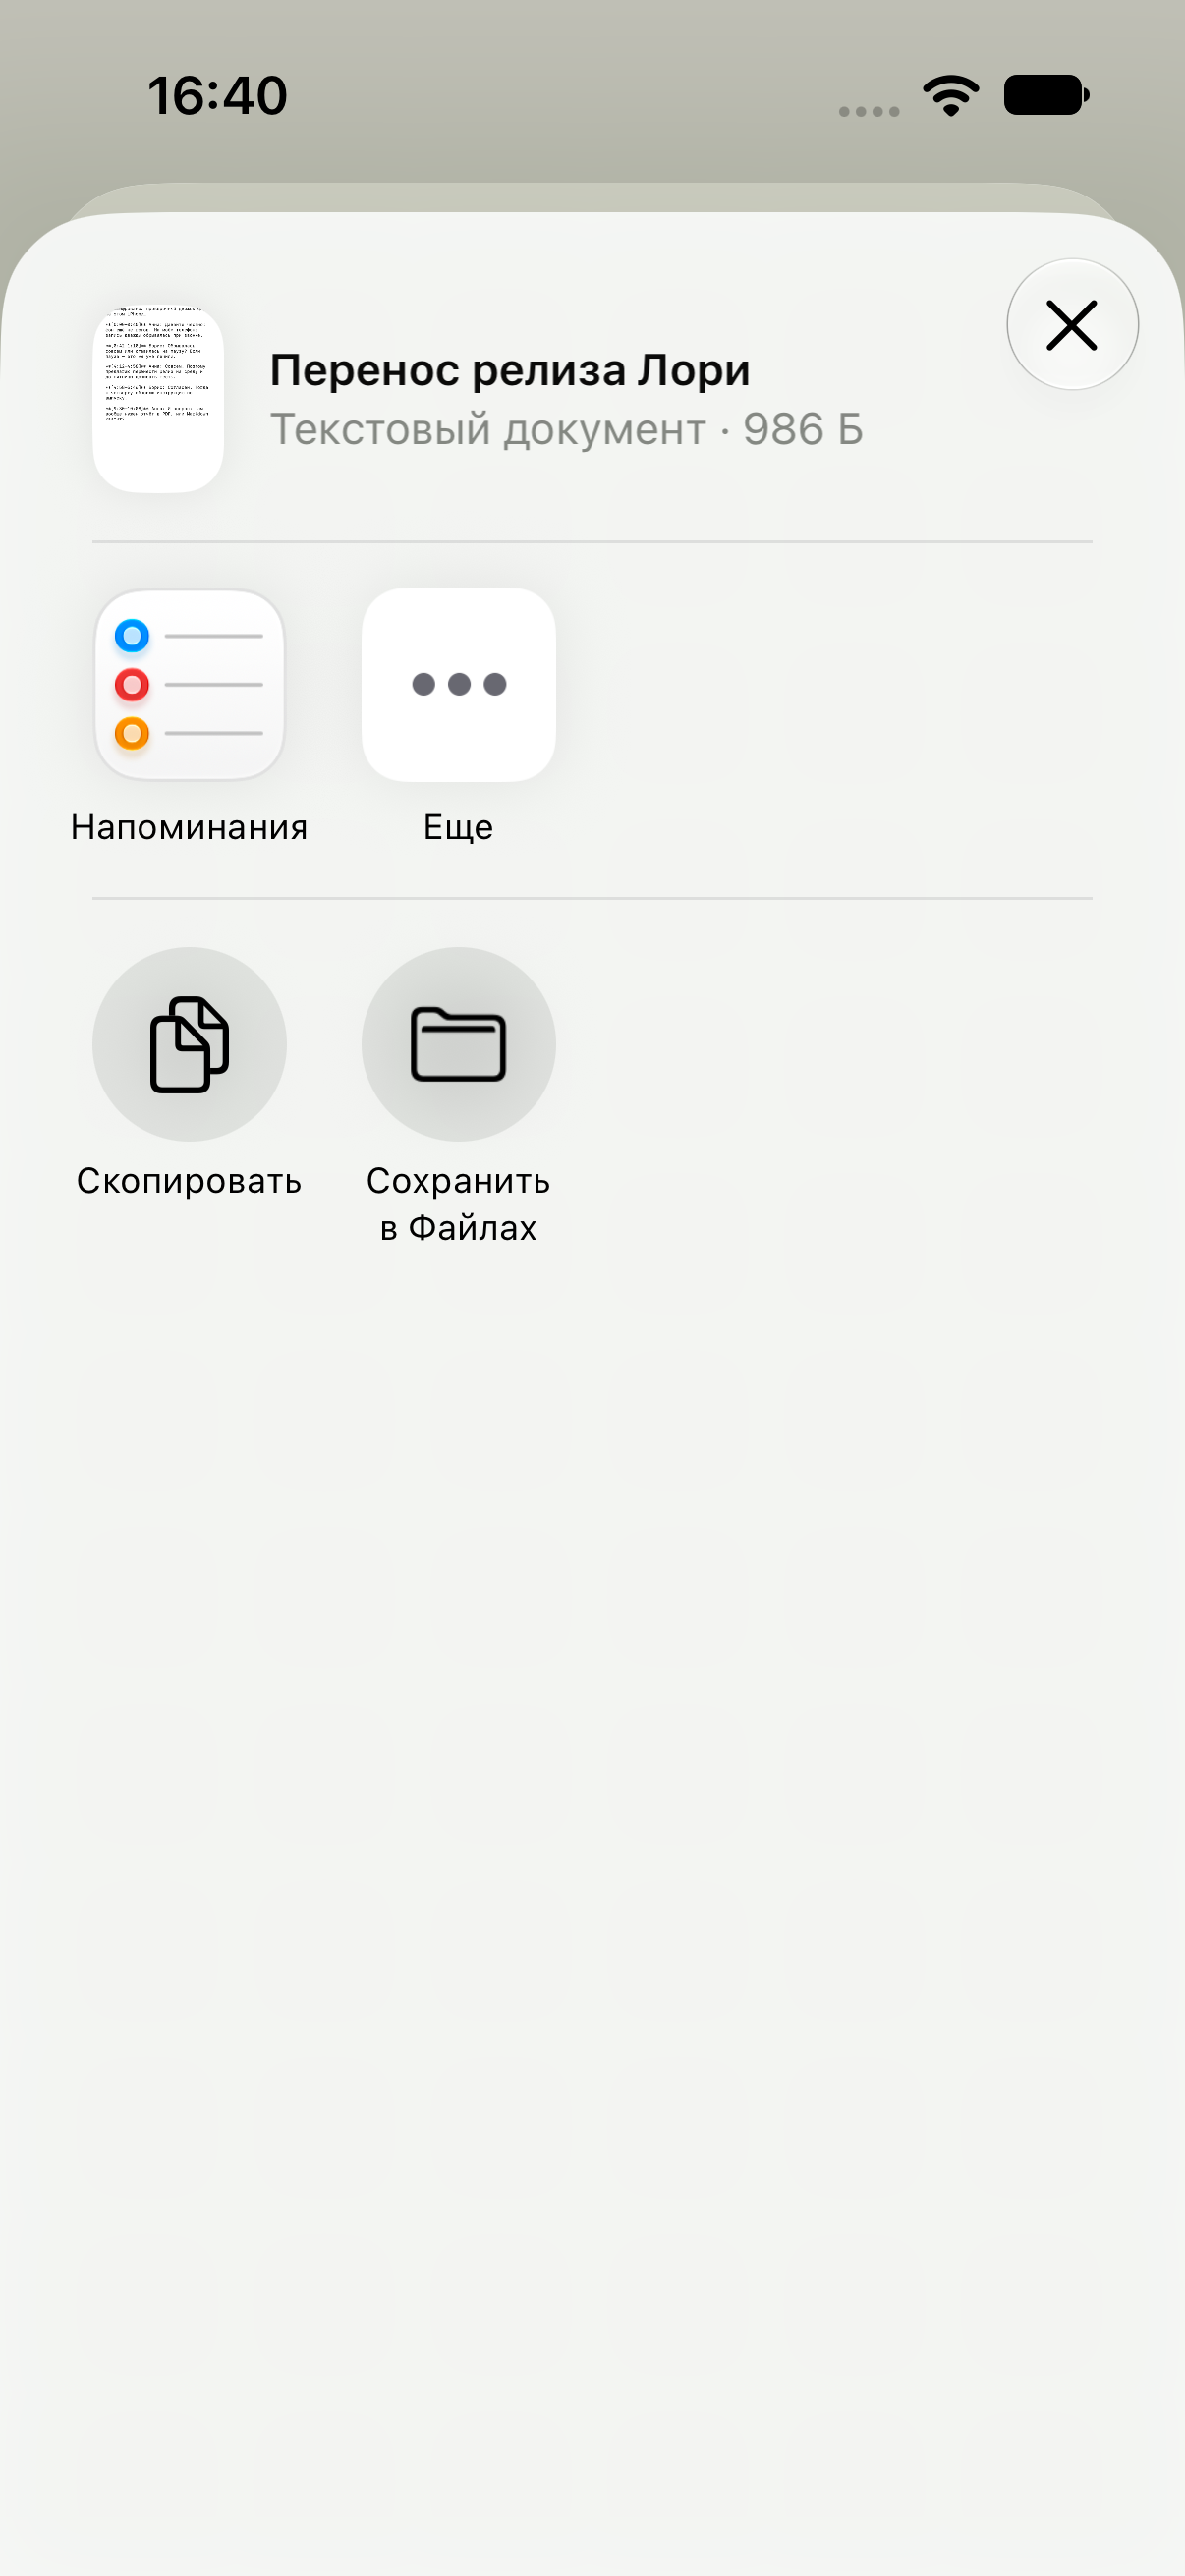 16:40
Перенос релиза Лори
Текстовый документ · 986 Б
Напоминания
Еще
Скопировать
Сохранить
в Файлах